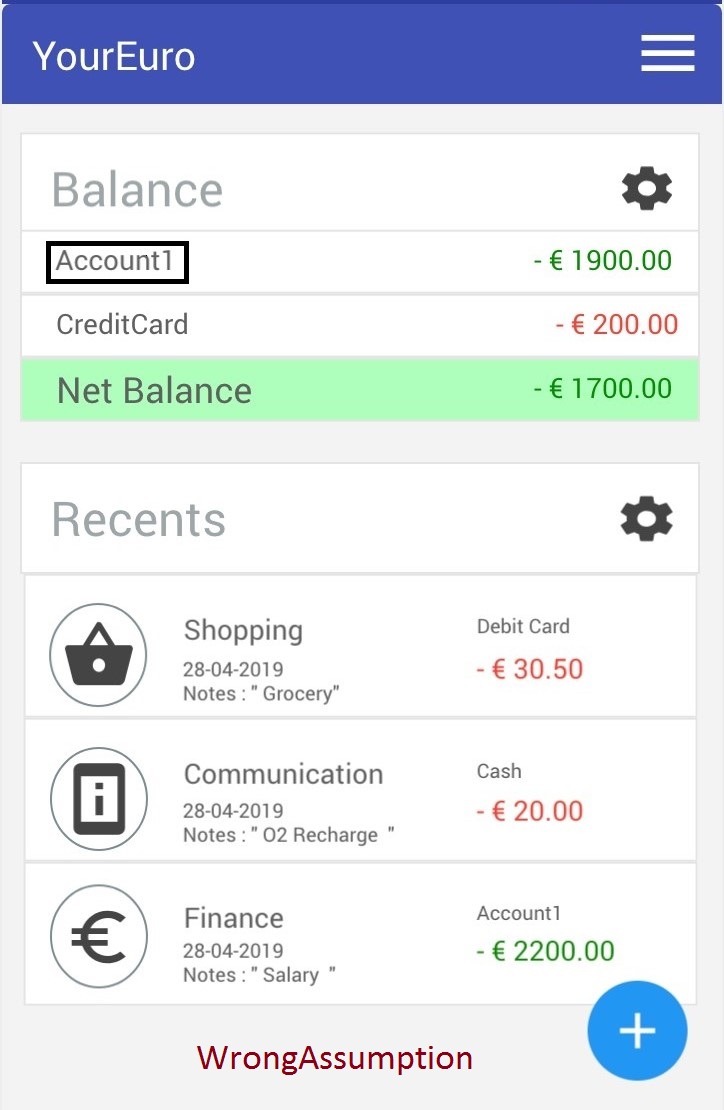 YourEuro
Balance
Account1 - € 1900.00
CreditCard - € 200.00
Net Balance - € 1700.00
Recents
Shopping Debit Card
28-04-2019 - € 30.50
Notes : " Grocery"
Communication Cash
28-04-2019 - € 20.00
Notes : " O2 Recharge "
Finance Account1
28-04-2019 - € 2200.00
Notes : " Salary "
WrongAssumption